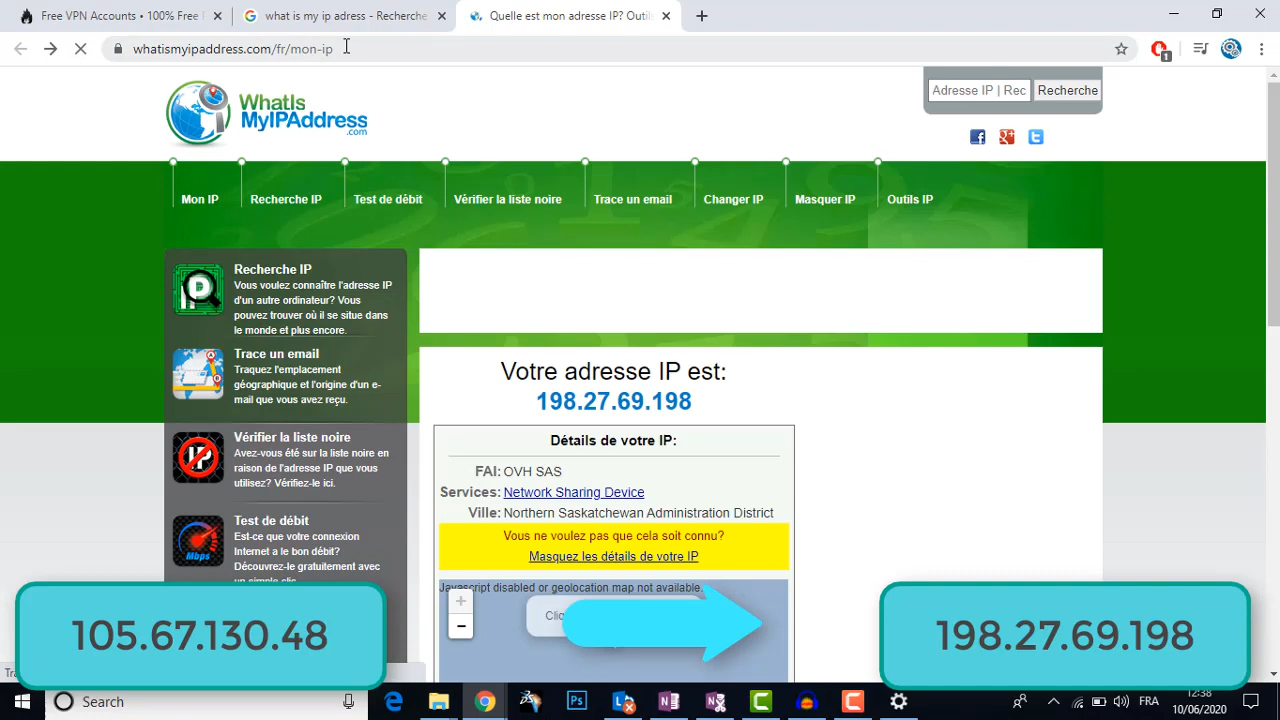 Free VPN Accounts • 100% Free PP
what is my ip adress - Recherche
Quelle est mon adresse IP? Outils
whatismyipaddress.com/fr/mon-ip
1
WhatIs
MyIPAddress
.com
Adresse IP | Rec
Recherche
Mon IP
Recherche IP
Test de débit
Vérifier la liste noire
Trace un email
Changer IP
Masquer IP
Outils IP
Recherche IP
Vous voulez connaître l'adresse IP
d'un autre ordinateur? Vous
pouvez trouver où il se situe dans
le monde et plus encore.
Trace un email
Traquez l'emplacement
géographique et l'origine d'un e-
mail que vous avez reçu.
Vérifier la liste noire
Avez-vous été sur la liste noire en
raison de l'adresse IP que vous
utilisez? Vérifiez-le ici.
Test de débit
Est-ce que votre connexion
Internet a le bon débit?
Découvrez-le gratuitement avec
un simple clic
Mbps
Votre adresse IP est:
198.27.69.198
Détails de votre IP:
FAI: OVH SAS
Services: Network Sharing Device
Ville: Northern Saskatchewan Administration District
Vous ne voulez pas que cela soit connu?
Masquez les détails de votre IP
Javascript disabled or geolocation map not available.
+
−
105.67.130.48
198.27.69.198
Search
FRA
12:38
10/06/2020